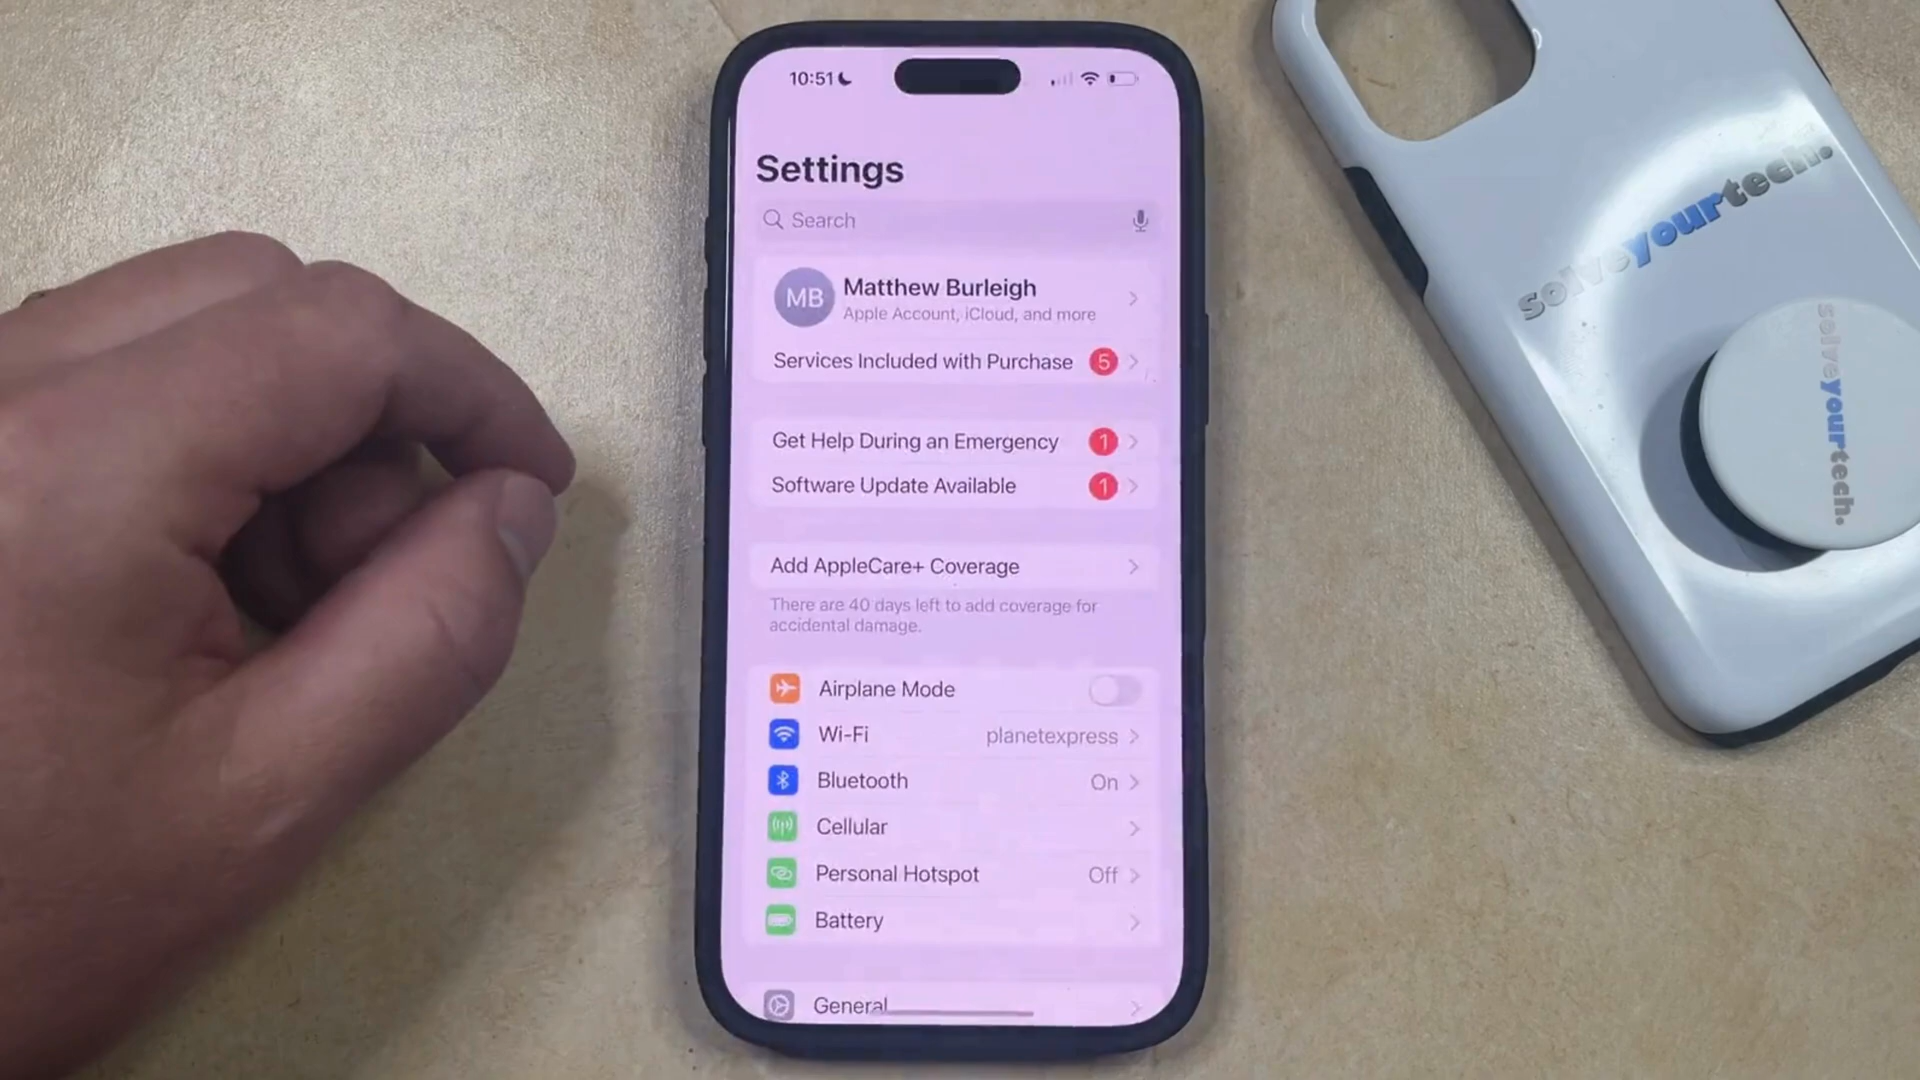 10:51
Settings
Search
MB
Matthew Burleigh
Apple Account, iCloud, and more
Services Included with Purchase 5
Get Help During an Emergency 1
Software Update Available 1
Add AppleCare+ Coverage
There are 40 days left to add coverage for
accidental damage.
Airplane Mode
Wi-Fi planetexpress
Bluetooth On
Cellular
Personal Hotspot Off
Battery
General
solveyourtech.
solveyourtech.